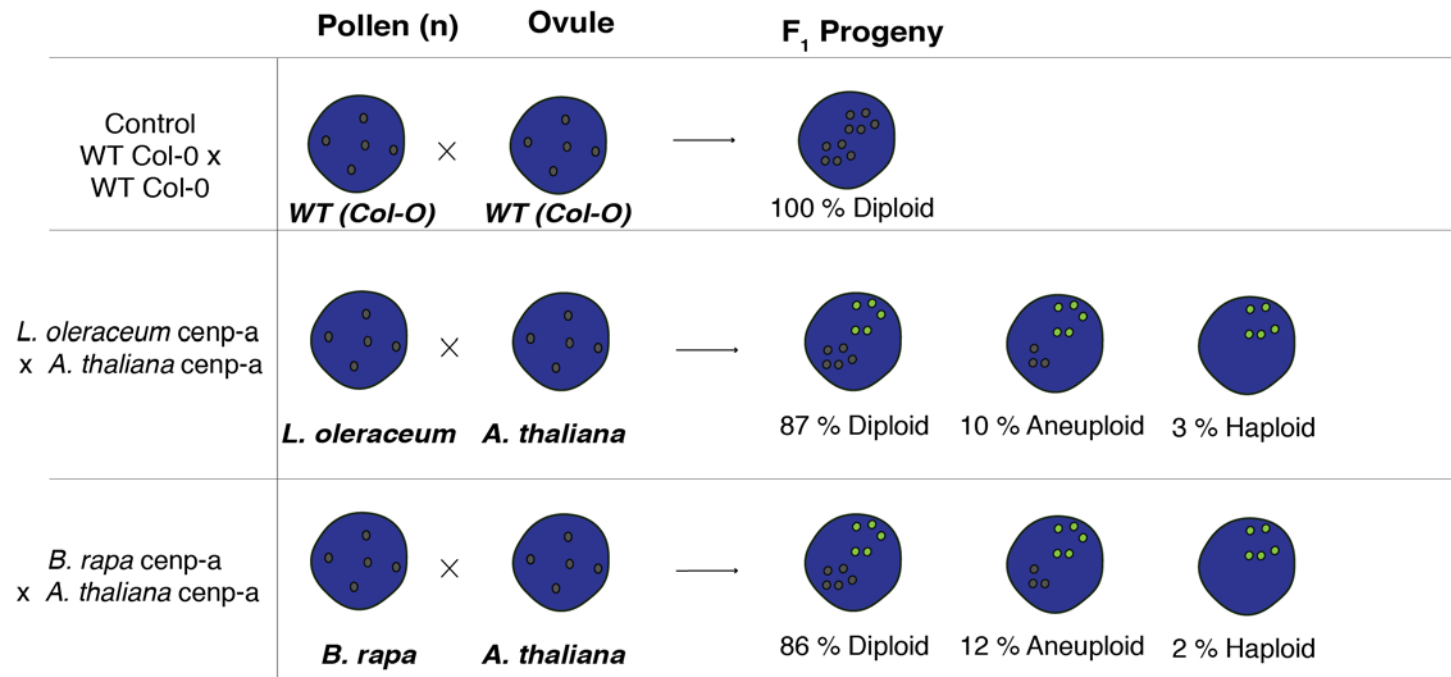 Pollen (n) Ovule F1 Progeny
Control
WT Col-0 x
WT Col-0
WT (Col-O) WT (Col-O) 100 % Diploid
L. oleraceum cenp-a
x A. thaliana cenp-a
L. oleraceum A. thaliana 87 % Diploid 10 % Aneuploid 3 % Haploid
B. rapa cenp-a
x A. thaliana cenp-a
B. rapa A. thaliana 86 % Diploid 12 % Aneuploid 2 % Haploid